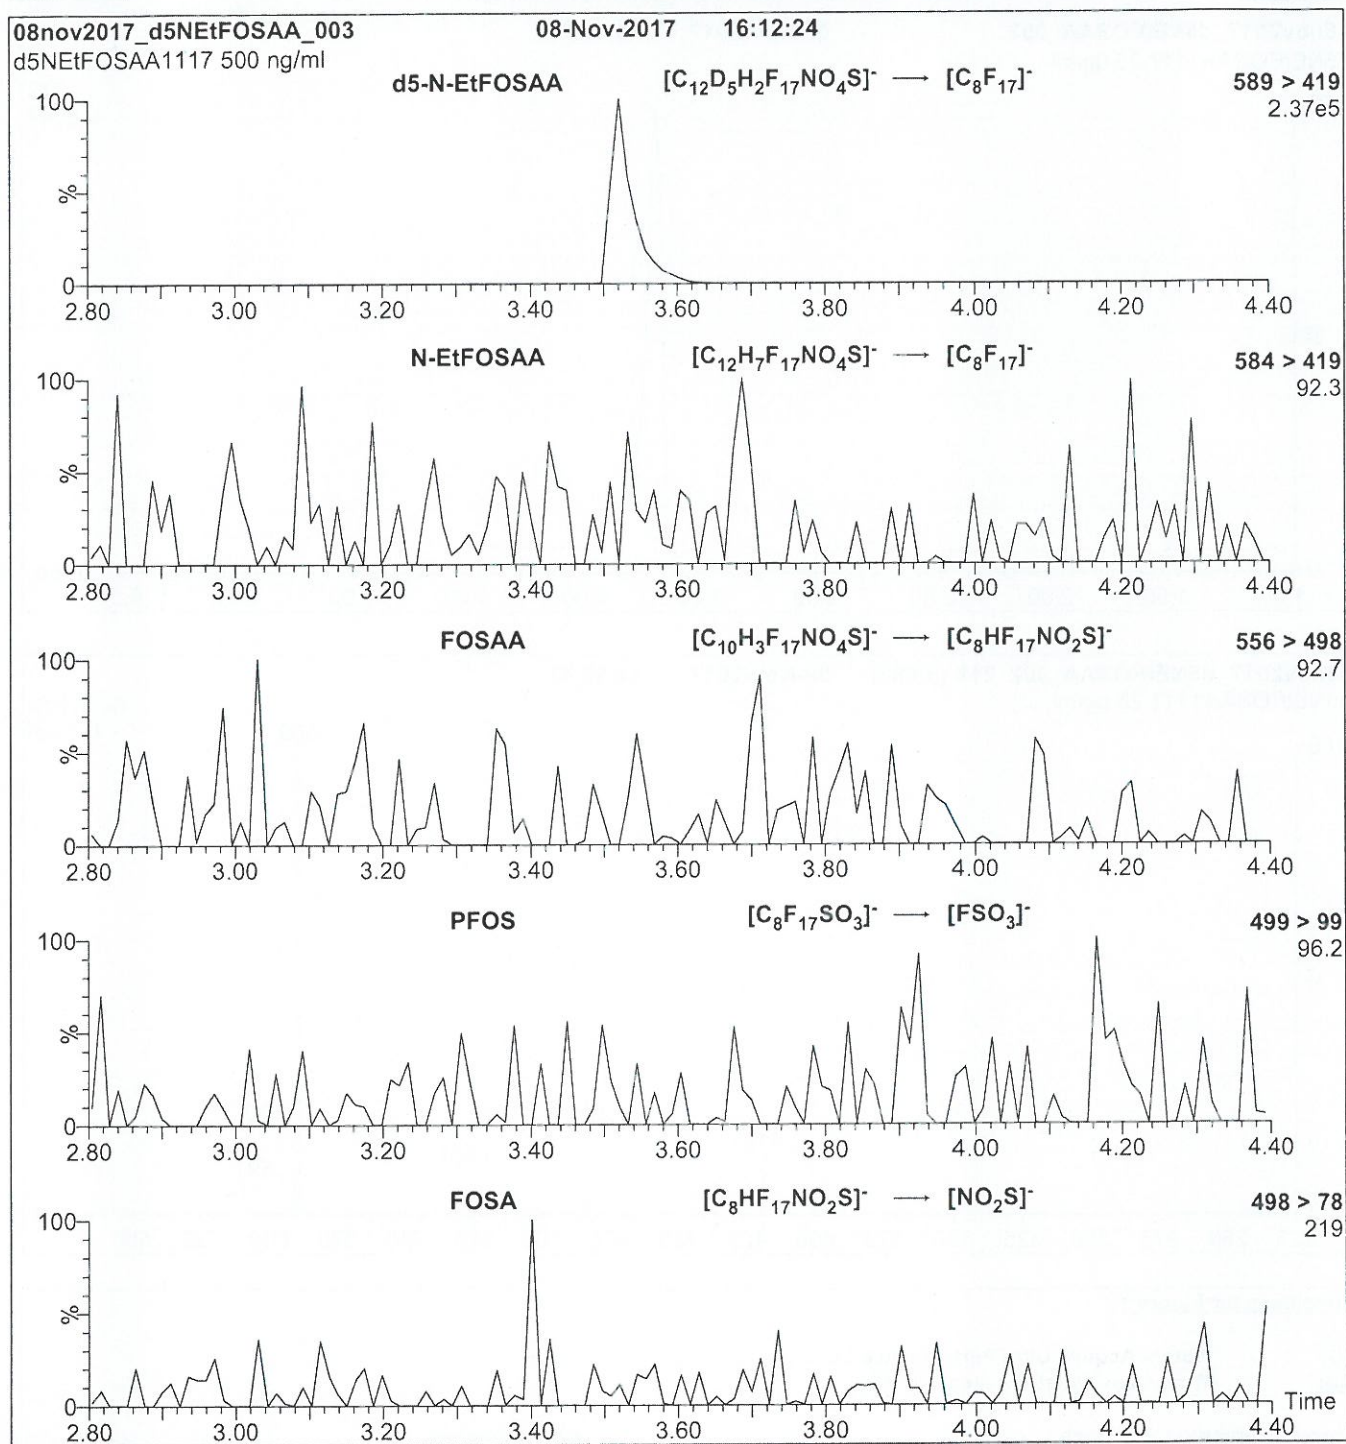 08nov2017_d5NEtFOSAA_003 08-Nov-2017 16:12:24
d5NEtFOSAA1117 500 ng/ml
d5-N-EtFOSAA [C₁₂D₅H₂F₁₇NO₄S]⁻ → [C₈F₁₇]⁻ 589 > 419
2.37e5
100
%
0
2.80 3.00 3.20 3.40 3.60 3.80 4.00 4.20 4.40
N-EtFOSAA [C₁₂H₇F₁₇NO₄S]⁻ → [C₈F₁₇]⁻ 584 > 419
92.3
100
%
0
2.80 3.00 3.20 3.40 3.60 3.80 4.00 4.20 4.40
FOSAA [C₁₀H₃F₁₇NO₄S]⁻ → [C₈HF₁₇NO₂S]⁻ 556 > 498
92.7
100
%
0
2.80 3.00 3.20 3.40 3.60 3.80 4.00 4.20 4.40
PFOS [C₈F₁₇SO₃]⁻ → [FSO₃]⁻ 499 > 99
96.2
100
%
0
2.80 3.00 3.20 3.40 3.60 3.80 4.00 4.20 4.40
FOSA [C₈HF₁₇NO₂S]⁻ → [NO₂S]⁻ 498 > 78
219
100
%
0
Time
2.80 3.00 3.20 3.40 3.60 3.80 4.00 4.20 4.40